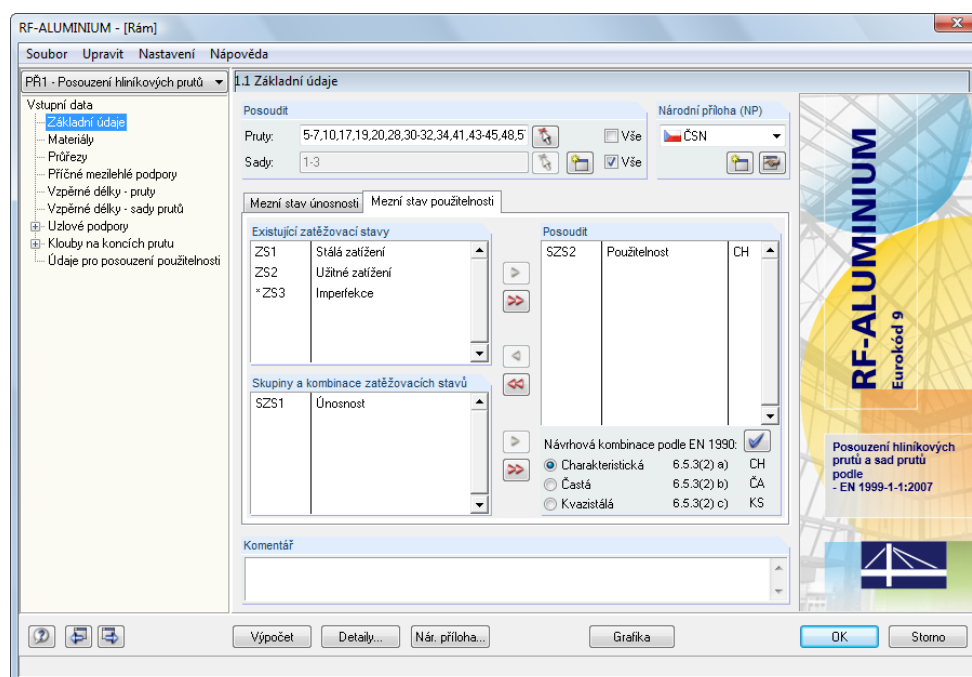 RF-ALUMINIUM - [Rám]
Soubor Upravit Nastavení Nápověda
PŘ1 - Posouzení hliníkových prutů
Vstupní data
Základní údaje
Materiály
Průřezy
Příčné mezilehlé podpory
Vzpěrné délky - pruty
Vzpěrné délky - sady prutů
Uzlové podpory
Klouby na koncích prutu
Údaje pro posouzení použitelnosti
1.1 Základní údaje
Posoudit
Pruty: 5-7,10,17,19,20,28,30-32,34,41,43-45,48,5 Vše
Sady: 1-3 Vše
Národní příloha (NP)
ČSN
Mezní stav únosnosti Mezní stav použitelnosti
Existující zatěžovací stavy
ZS1 Stálá zatížení
ZS2 Užitné zatížení
*ZS3 Imperfekce
Skupiny a kombinace zatěžovacích stavů
SZS1 Únosnost
Posoudit
SZS2 Použitelnost CH
Návrhová kombinace podle EN 1990:
Charakteristická 6.5.3(2) a) CH
Častá 6.5.3(2) b) ČA
Kvazistálá 6.5.3(2) c) KS
Komentář
RF-ALUMINIUM
Eurokód 9
Posouzení hliníkových
prutů a sad prutů
podle
- EN 1999-1-1:2007
Výpočet Detaily... Nár. příloha... Grafika OK Storno